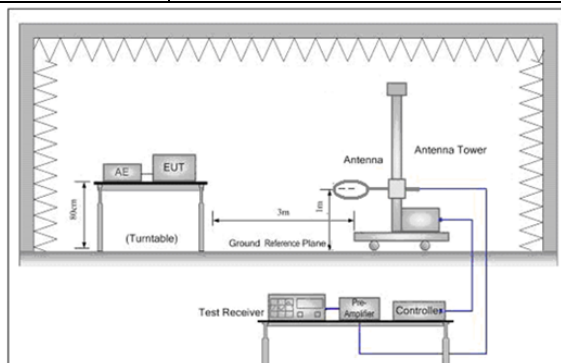 Antenna Tower
Antenna
AE
EUT
80cm
3m
1m
(Turntable)
Ground Reference Plane
Test Receiver
Pre-
Amplifier
Controller